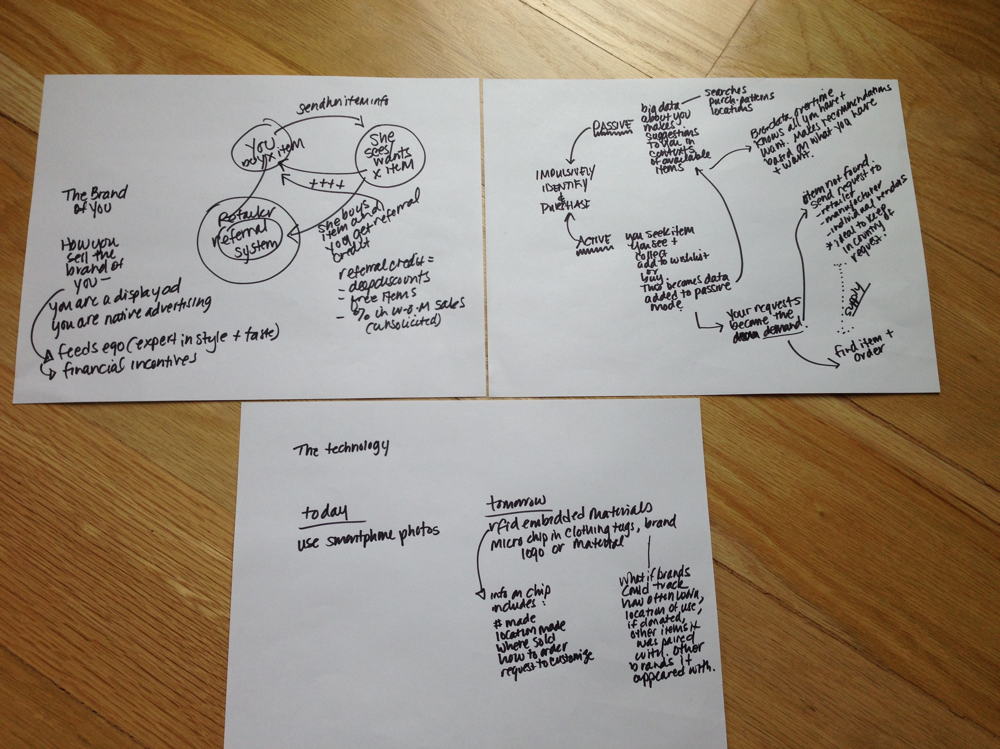 send her item info
You
buy x item
She
sees/
wants
x item
++++
Retailer
referral
system
The Brand
of You
How you
sell the
brand of
you —
you are a display ad
you are native advertising
feeds ego (expert in style + taste)
financial incentives
She buys
item and
you get referral
credit
referral credit =
- deep discounts
- free items
- % in w.o.m sales
(unsolicited)
IMPULSIVELY
IDENTIFY
+
PURCHASE
PASSIVE
big data
about you
makes
suggestions
to you in
contexts
of available
items
searches
purch. patterns
locations
Bigerdata, overtime
knows all you have +
want. Makes recommendations
based on what you have
+ want.
ACTIVE
you seek item
you see +
collect
add to wishlist
or
buy.
This becomes data
added to passive
mode.
Your requests
become the
demand.
item not found.
send request to
- retailer
- manufacturer
- individual vendors
* ideal to keep
in country of
request.
supply
find item +
order
The technology
today
use smartphone photos
tomorrow
rfid embedded materials
Micro chip in clothing tags, brand
logo or material
info on chip
includes:
# made
location made
where sold
how to order
request to customize
What if brands
could track
how often worn,
location of use,
if donated,
other items x
was paired
with. Other
brands it
appeared with.